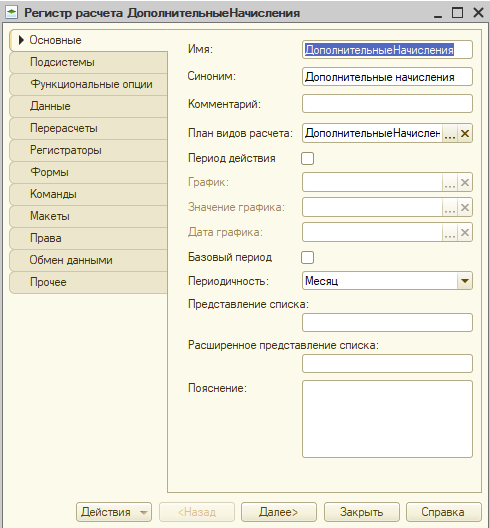 Регистр расчета ДополнительныеНачисления
Основные
Подсистемы
Функциональные опции
Данные
Перерасчеты
Регистраторы
Формы
Команды
Макеты
Права
Обмен данными
Прочее
Имя: ДополнительныеНачисления
Синоним: Дополнительные начисления
Комментарий:
План видов расчета: ДополнительныеНачислен ...
Период действия
График: ...
Значение графика: ...
Дата графика: ...
Базовый период
Периодичность: Месяц
Представление списка:
Расширенное представление списка:
Пояснение:
Действия <Назад Далее> Закрыть Справка